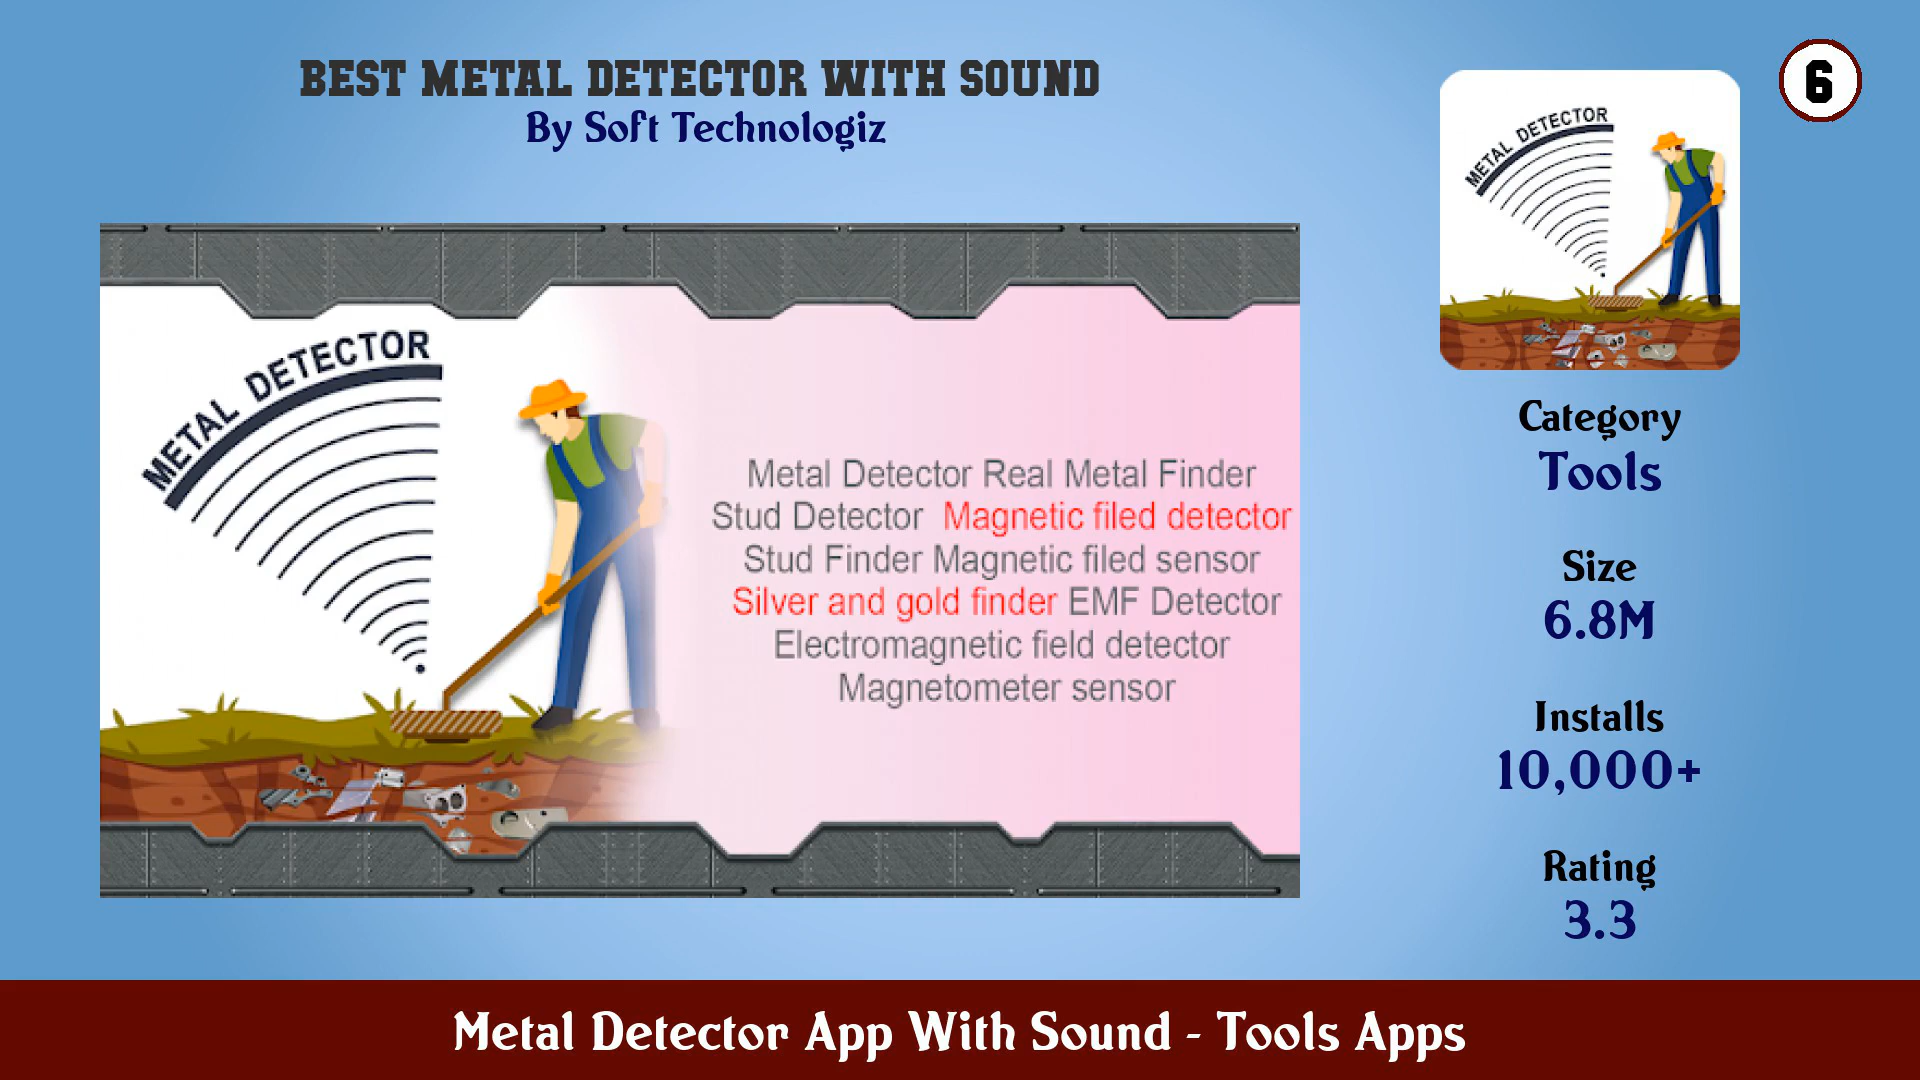 BEST METAL DETECTOR WITH SOUND
By Soft Technologiz
6
METAL DETECTOR
METAL DETECTOR
Metal Detector Real Metal Finder
Stud Detector Magnetic filed detector
Stud Finder Magnetic filed sensor
Silver and gold finder EMF Detector
Electromagnetic field detector
Magnetometer sensor
Category
Tools
Size
6.8M
Installs
10,000+
Rating
3.3
Metal Detector App With Sound - Tools Apps